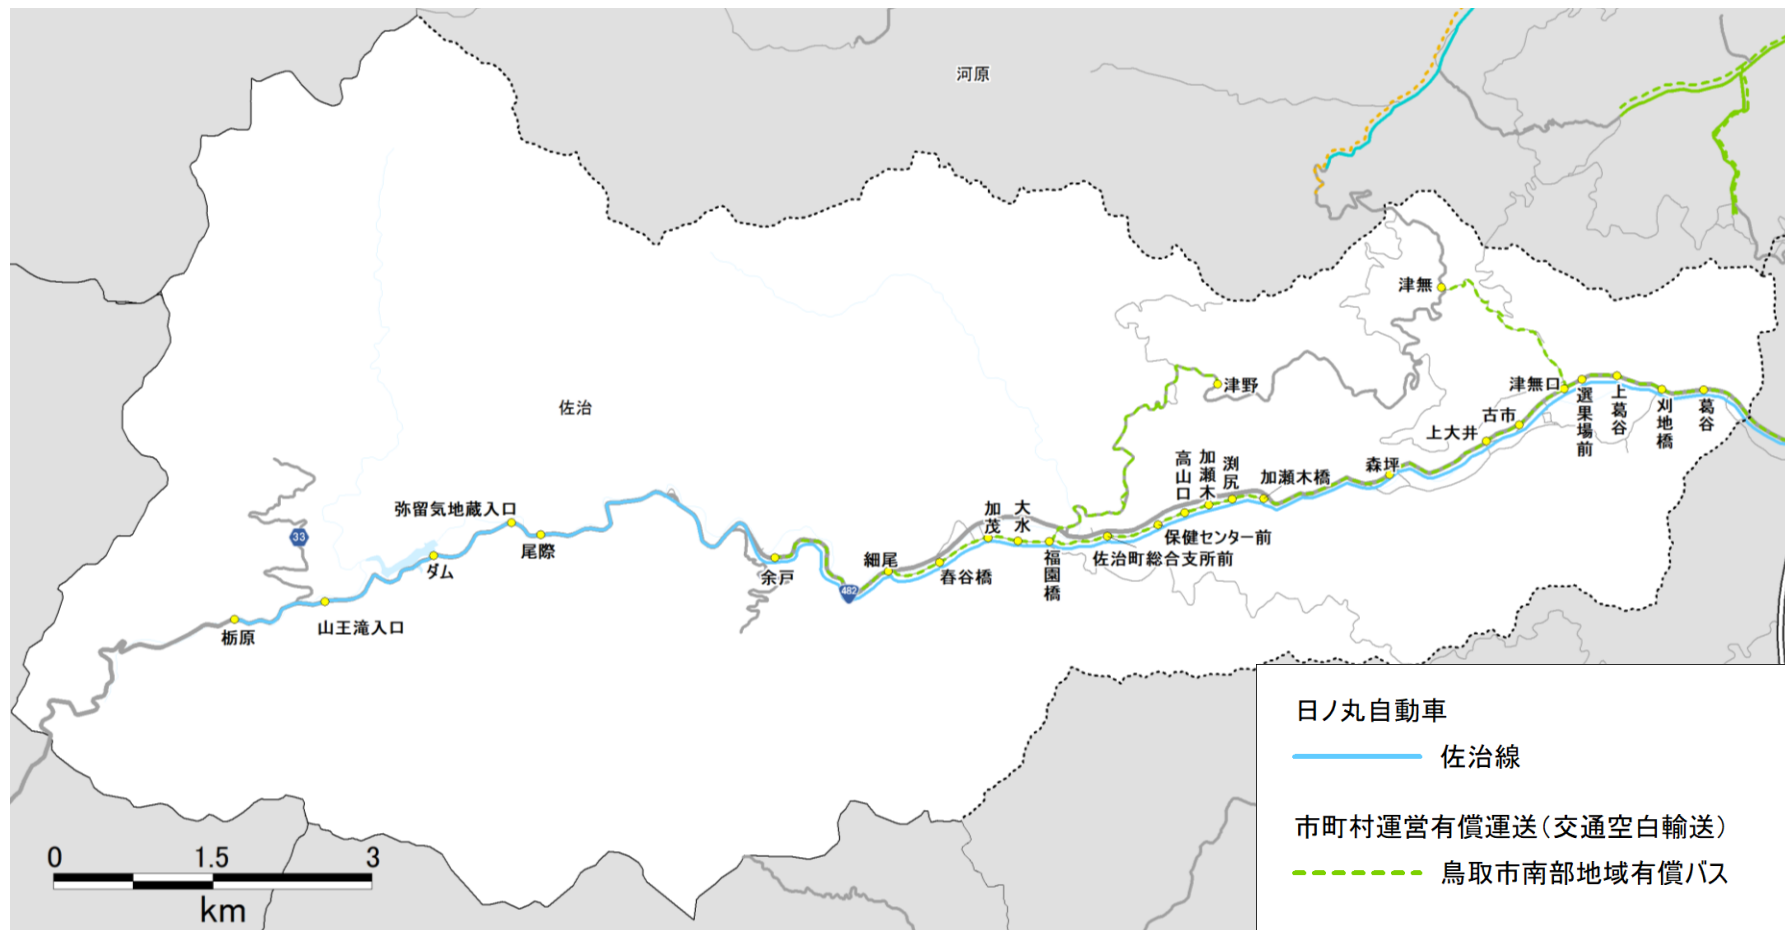 河原
津無
津野
津無口
選果場前
上葛谷
刈地橋
葛谷
佐治
古市
上大井
森坪
加瀬木橋
渕尻
加瀬木
高山口
保健センター前
佐治町総合支所前
福園橋
大水
加茂
春谷橋
細尾
482
余戸
尾際
弥留気地蔵入口
33
ダム
山王滝入口
栃原
0 1.5 3
km
日ノ丸自動車
佐治線
市町村運営有償運送(交通空白輸送)
鳥取市南部地域有償バス